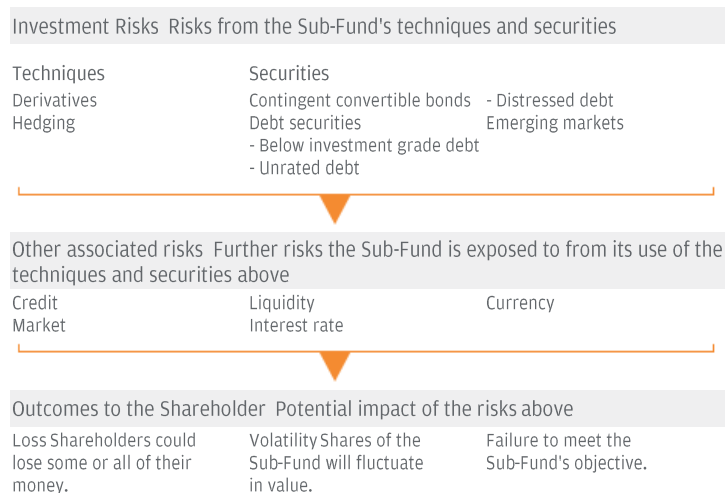 Investment Risks Risks from the Sub-Fund's techniques and securities
Techniques
Derivatives
Hedging
Securities
Contingent convertible bonds
Debt securities
- Below investment grade debt
- Unrated debt
- Distressed debt
Emerging markets
Other associated risks Further risks the Sub-Fund is exposed to from its use of the
techniques and securities above
Credit
Market
Liquidity
Interest rate
Currency
Outcomes to the Shareholder Potential impact of the risks above
Loss Shareholders could
lose some or all of their
money.
Volatility Shares of the
Sub-Fund will fluctuate
in value.
Failure to meet the
Sub-Fund's objective.